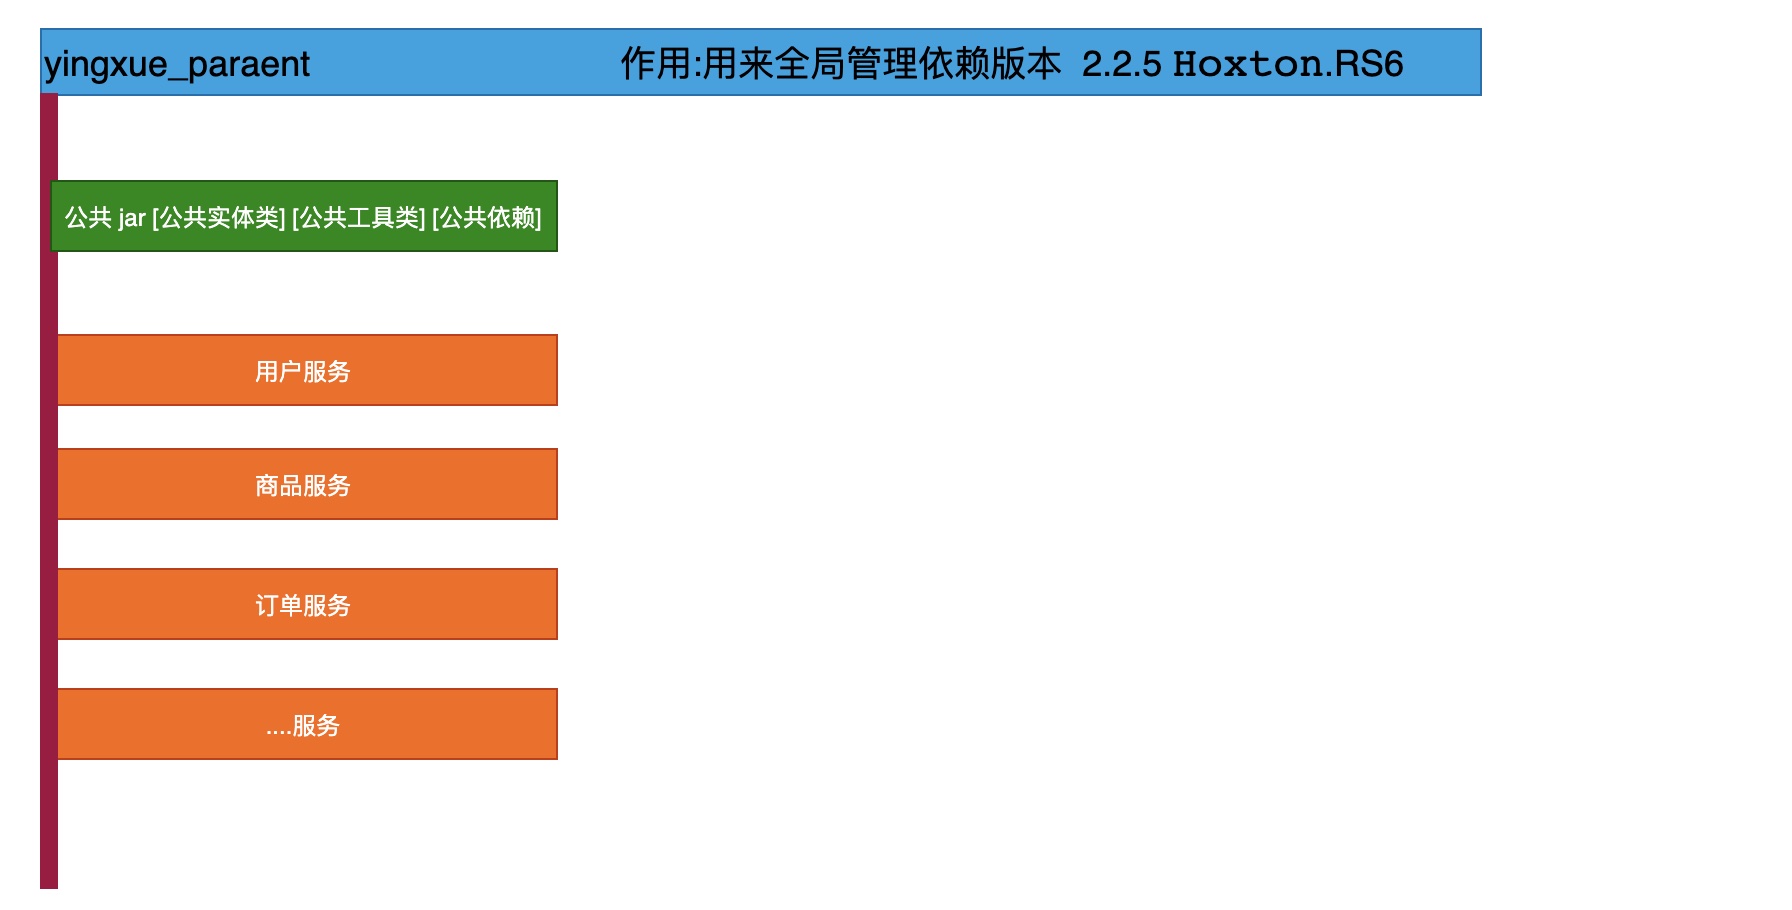 yingxue_paraent 作用:用来全局管理依赖版本 2.2.5 Hoxton.RS6
公共 jar [公共实体类] [公共工具类] [公共依赖]
用户服务
商品服务
订单服务
....服务